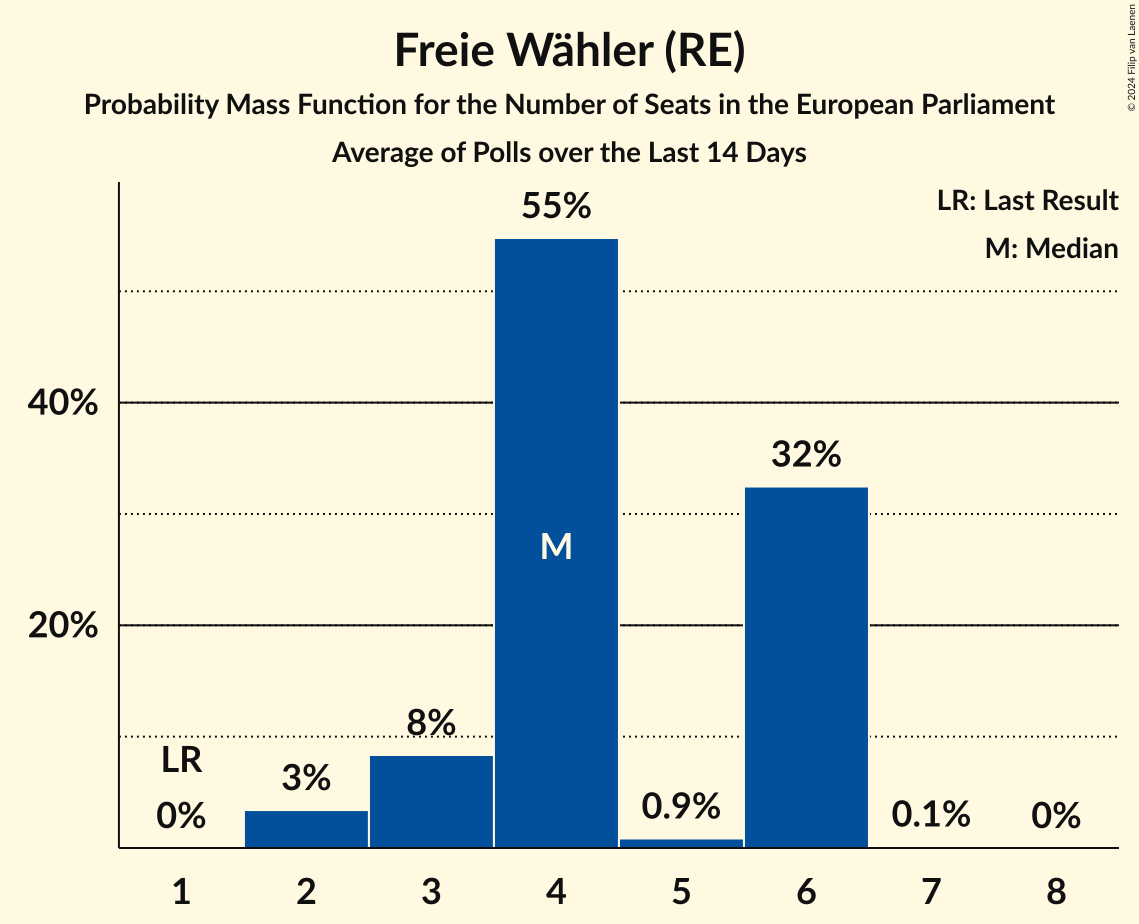 Freie Wähler (RE)
Probability Mass Function for the Number of Seats in the European Parliament
Average of Polls over the Last 14 Days
© 2024 Filip van Laenen
LR: Last Result
M: Median
55%
40%
32%
M
20%
8%
LR
3%
0%
0.9%
0.1%
0%
1 2 3 4 5 6 7 8